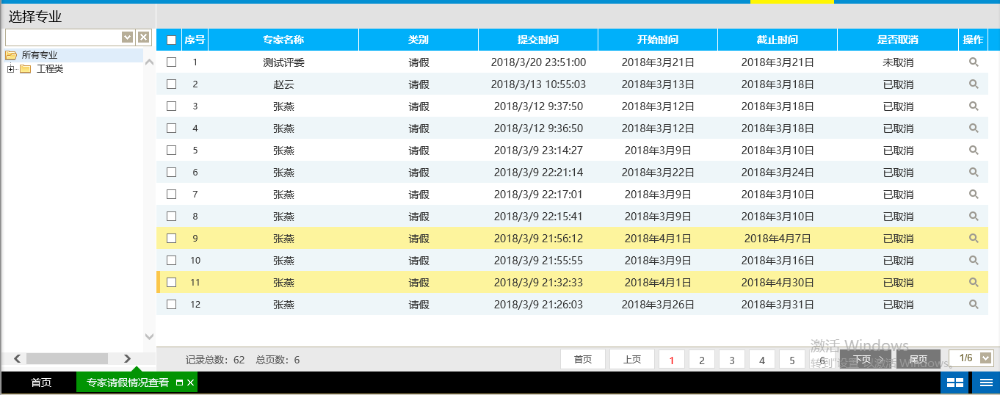 选择专业
所有专业
工程类
序号 专家名称 类别 提交时间 开始时间 截止时间 是否取消 操作
1 测试评委 请假 2018/3/20 23:51:00 2018年3月21日 2018年3月21日 未取消
2 赵云 请假 2018/3/13 10:55:03 2018年3月13日 2018年3月18日 已取消
3 张燕 请假 2018/3/12 9:37:50 2018年3月12日 2018年3月18日 已取消
4 张燕 请假 2018/3/12 9:36:50 2018年3月12日 2018年3月18日 已取消
5 张燕 请假 2018/3/9 23:14:27 2018年3月9日 2018年3月10日 已取消
6 张燕 请假 2018/3/9 22:21:14 2018年3月22日 2018年3月24日 已取消
7 张燕 请假 2018/3/9 22:17:01 2018年3月9日 2018年3月10日 已取消
8 张燕 请假 2018/3/9 22:15:41 2018年3月9日 2018年3月10日 已取消
9 张燕 请假 2018/3/9 21:56:12 2018年4月1日 2018年4月7日 已取消
10 张燕 请假 2018/3/9 21:55:55 2018年3月9日 2018年3月16日 已取消
11 张燕 请假 2018/3/9 21:32:33 2018年4月1日 2018年4月30日 已取消
12 张燕 请假 2018/3/9 21:26:03 2018年3月26日 2018年3月31日 已取消
激活 Windows
转到"设置"以激活 Windows。
记录总数：62 总页数：6 首页 上页 1 2 3 4 5 6 下页 尾页 1/6
首页 专家请假情况查看